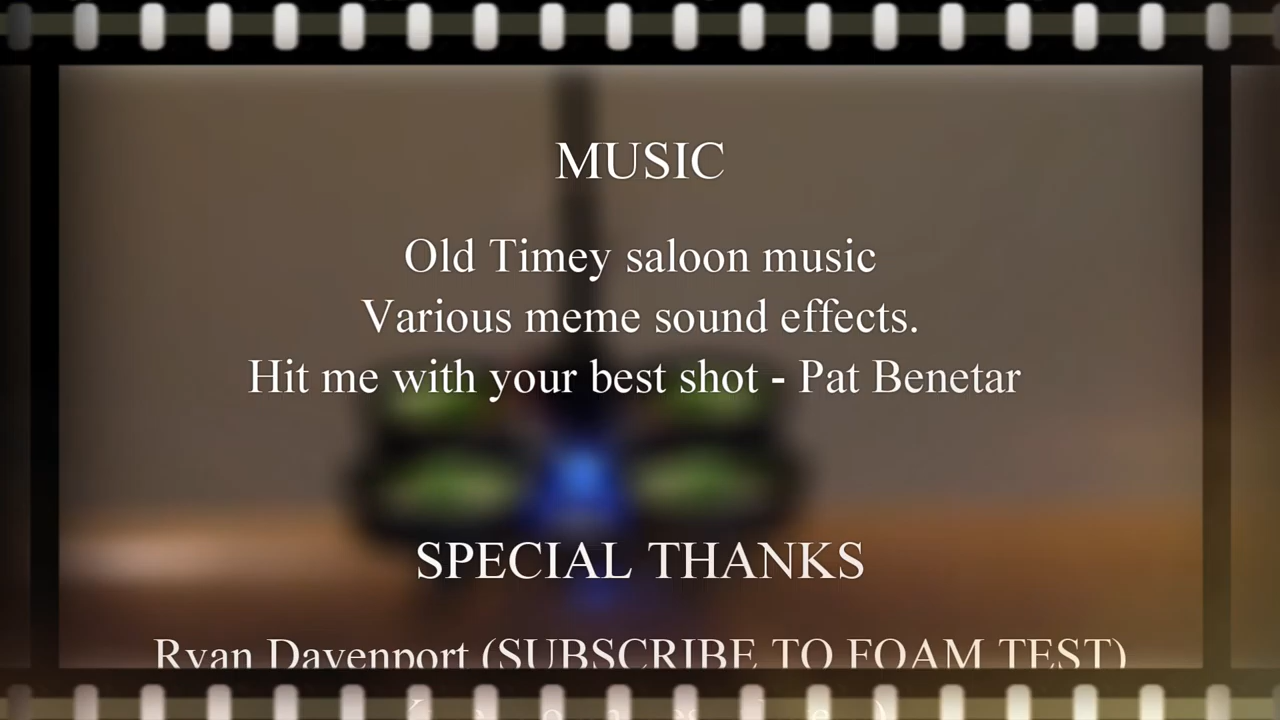 MUSIC
Old Timey saloon music
Various meme sound effects.
Hit me with your best shot - Pat Benetar
SPECIAL THANKS
Ryan Davenport (SUBSCRIBE TO FOAM TEST)